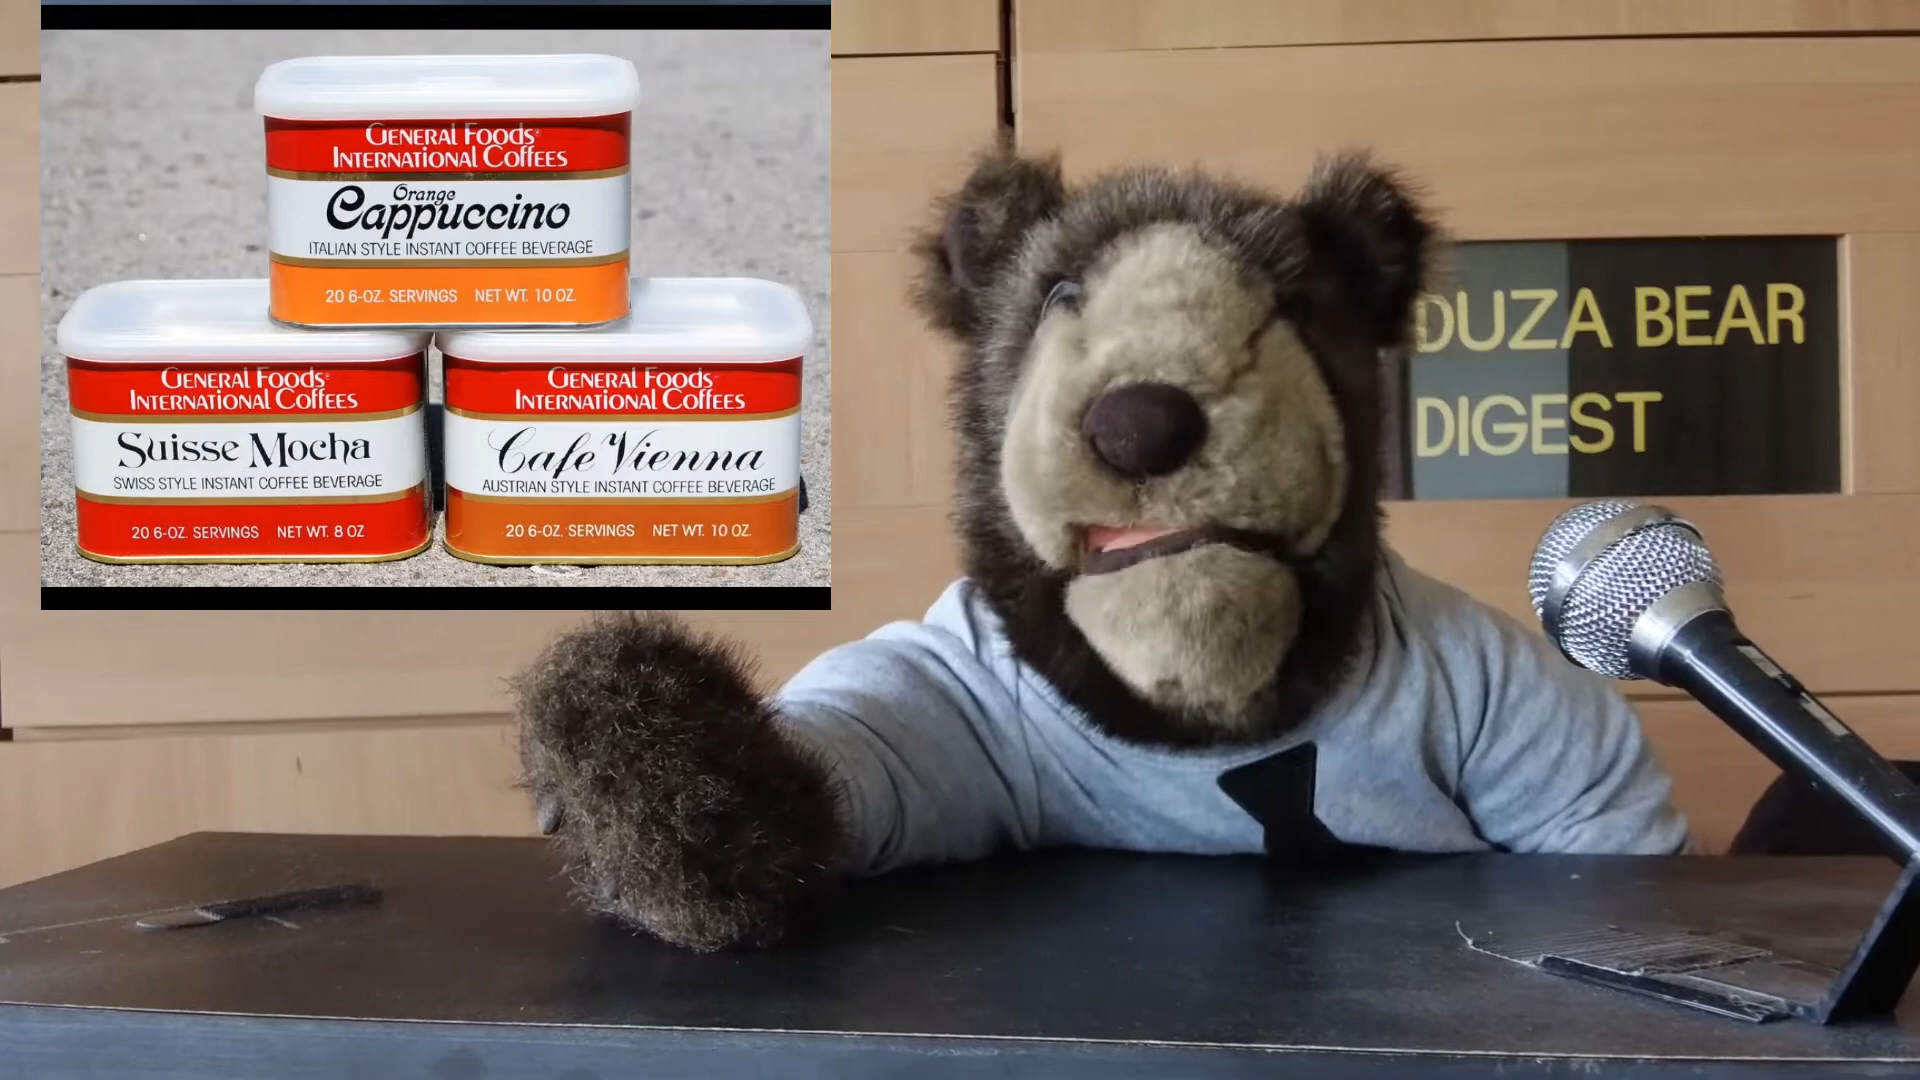 GENERAL FOODS®
INTERNATIONAL COFFEES
Orange
Cappuccino
ITALIAN STYLE INSTANT COFFEE BEVERAGE
20 6-OZ. SERVINGS NET WT. 10 OZ.
GENERAL FOODS®
INTERNATIONAL COFFEES
Suisse Mocha
SWISS STYLE INSTANT COFFEE BEVERAGE
20 6-OZ. SERVINGS NET WT. 8 OZ
GENERAL FOODS
INTERNATIONAL COFFEES
Cafe Vienna
AUSTRIAN STYLE INSTANT COFFEE BEVERAGE
20 6-OZ. SERVINGS NET WT. 10 OZ.
OUZA BEAR
DIGEST